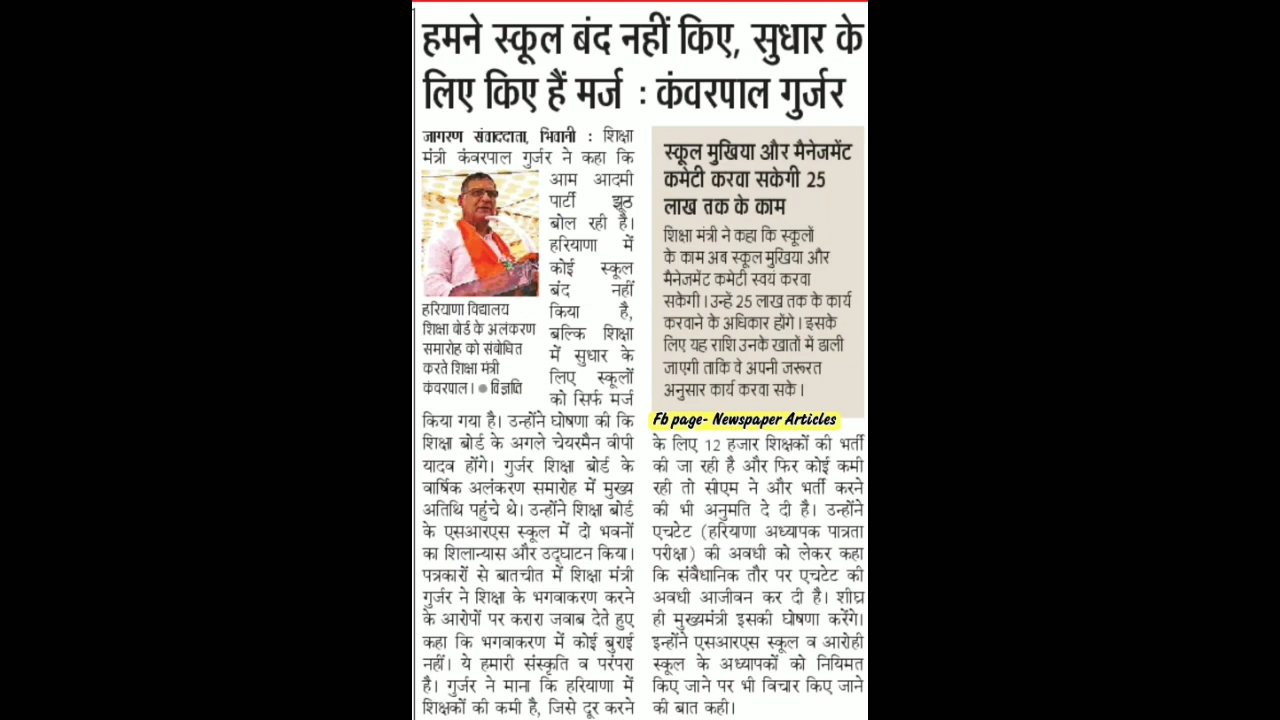 हमने स्कूल बंद नहीं किए, सुधार के
लिए किए हैं मर्ज : कंवरपाल गुर्जर
जागरण संवाददाता, भिवानी : शिक्षा
मंत्री कंवरपाल गुर्जर ने कहा कि
आम आदमी
पार्टी झूठ
बोल रही है।
हरियाणा में
कोई स्कूल
बंद नहीं
किया है,
बल्कि शिक्षा
में सुधार के
लिए स्कूलों
को सिर्फ मर्ज
हरियाणा विद्यालय
शिक्षा बोर्ड के अलंकरण
समारोह को संबोधित
करते शिक्षा मंत्री
कंवरपाल। ● विज्ञप्ति
किया गया है। उन्होंने घोषणा की कि
शिक्षा बोर्ड के अगले चेयरमैन वीपी
यादव होंगे। गुर्जर शिक्षा बोर्ड के
वार्षिक अलंकरण समारोह में मुख्य
अतिथि पहुंचे थे। उन्होंने शिक्षा बोर्ड
के एसआरएस स्कूल में दो भवनों
का शिलान्यास और उद्घाटन किया।
पत्रकारों से बातचीत में शिक्षा मंत्री
गुर्जर ने शिक्षा के भगवाकरण करने
के आरोपों पर करारा जवाब देते हुए
कहा कि भगवाकरण में कोई बुराई
नहीं। ये हमारी संस्कृति व परंपरा
है। गुर्जर ने माना कि हरियाणा में
शिक्षकों की कमी है, जिसे दूर करने
स्कूल मुखिया और मैनेजमेंट
कमेटी करवा सकेगी 25
लाख तक के काम
शिक्षा मंत्री ने कहा कि स्कूलों
के काम अब स्कूल मुखिया और
मैनेजमेंट कमेटी स्वयं करवा
सकेगी। उन्हें 25 लाख तक के कार्य
करवाने के अधिकार होंगे। इसके
लिए यह राशि उनके खातों में डाली
जाएगी ताकि वे अपनी जरूरत
अनुसार कार्य करवा सके।
Fb page- Newspaper Articles
के लिए 12 हजार शिक्षकों की भर्ती
की जा रही है और फिर कोई कमी
रही तो सीएम ने और भर्ती करने
की भी अनुमति दे दी है। उन्होंने
एचटेट (हरियाणा अध्यापक पात्रता
परीक्षा) की अवधी को लेकर कहा
कि संवैधानिक तौर पर एचटेट की
अवधी आजीवन कर दी है। शीघ्र
ही मुख्यमंत्री इसकी घोषणा करेंगे।
इन्होंने एसआरएस स्कूल व आरोही
स्कूल के अध्यापकों को नियिमत
किए जाने पर भी विचार किए जाने
की बात कही।